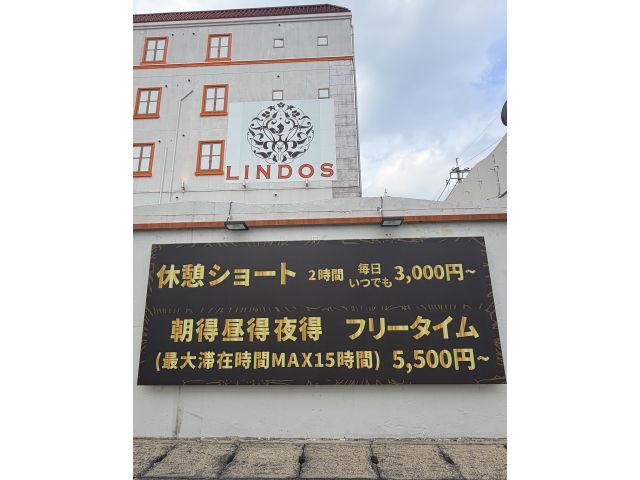 LINDOS
休憩ショート 2時間 毎日いつでも 3,000円~
朝得昼得夜得 フリータイム
(最大滞在時間MAX15時間) 5,500円~